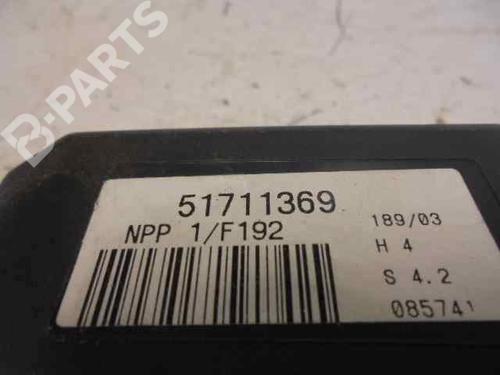 B-PARTS
51711369
NPP 1/F192
189/03
H 4
S 4.2
085741